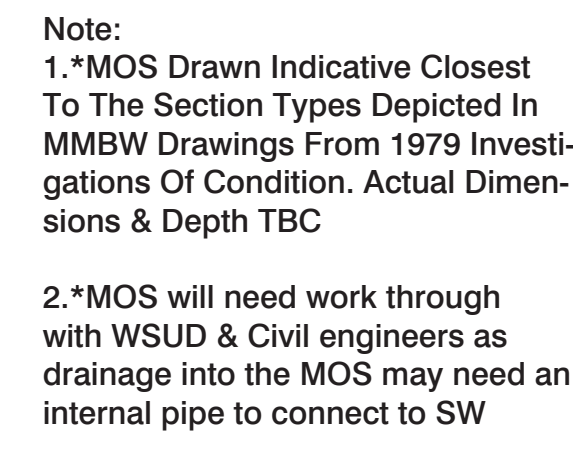 Note:
1.*MOS Drawn Indicative Closest
To The Section Types Depicted In
MMBW Drawings From 1979 Investi-
gations Of Condition. Actual Dimen-
sions & Depth TBC
2.*MOS will need work through
with WSUD & Civil engineers as
drainage into the MOS may need an
internal pipe to connect to SW